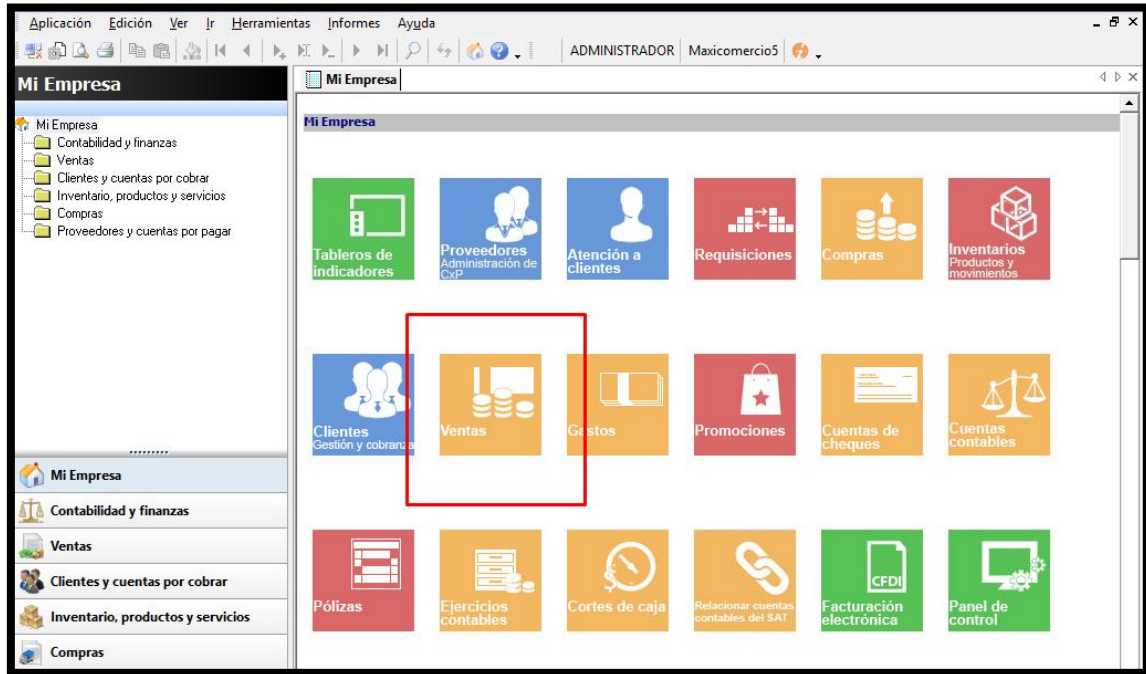 Aplicación Edición Ver Ir Herramientas Informes Ayuda
ADMINISTRADOR Maxicomercio5
Mi Empresa
Mi Empresa
Contabilidad y finanzas
Ventas
Clientes y cuentas por cobrar
Inventario, productos y servicios
Compras
Proveedores y cuentas por pagar
Mi Empresa
Contabilidad y finanzas
Ventas
Clientes y cuentas por cobrar
Inventario, productos y servicios
Compras
Mi Empresa
Mi Empresa
Tableros de
indicadores
Proveedores
Administración de
CxP
Atención a
clientes
Requisiciones
Compras
Inventarios
Productos y
movimientos
Clientes
Gestión y cobranza
Ventas
Gastos
Promociones
Cuentas de
cheques
Cuentas
contables
Pólizas
Ejercicios
contables
Cortes de caja
Relacionar cuentas
contables del SAT
CFDI
Facturación
electrónica
Panel de
control